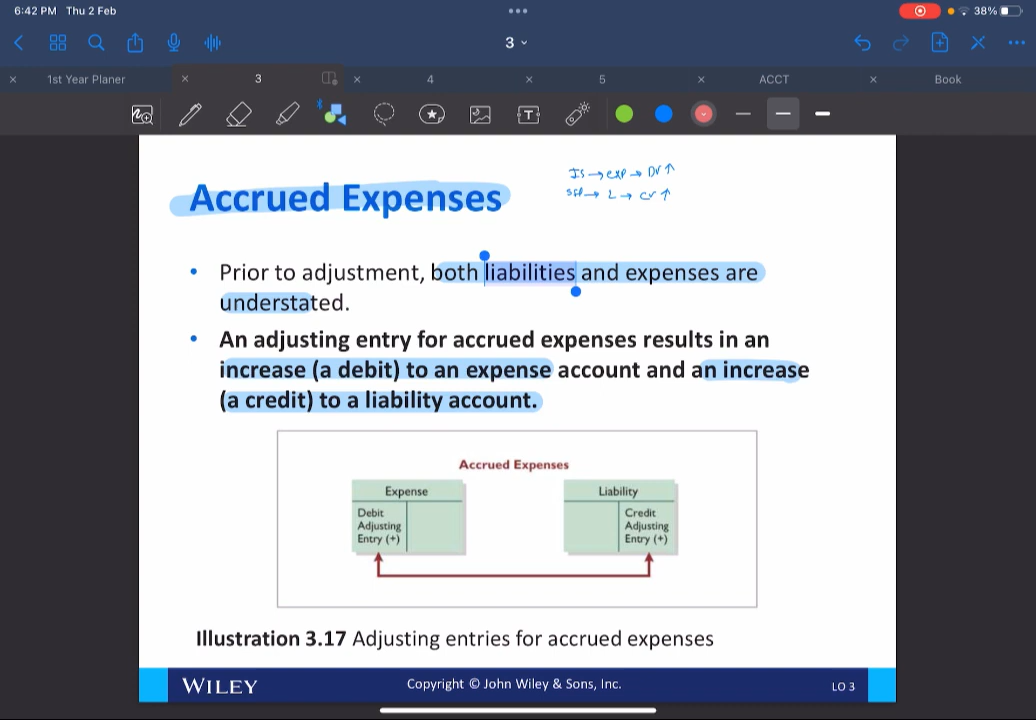 6:42 PM Thu 2 Feb
38%
3
1st Year Planer
3
4
5
ACCT
Book
IS → exp → Dr ↑
SFP → L → Cr ↑
Accrued Expenses
• Prior to adjustment, both liabilities and expenses are
understated.
• An adjusting entry for accrued expenses results in an
increase (a debit) to an expense account and an increase
(a credit) to a liability account.
Accrued Expenses
Expense
Liability
Debit
Adjusting
Entry (+)
Credit
Adjusting
Entry (+)
Illustration 3.17 Adjusting entries for accrued expenses
WILEY
Copyright © John Wiley & Sons, Inc.
LO 3